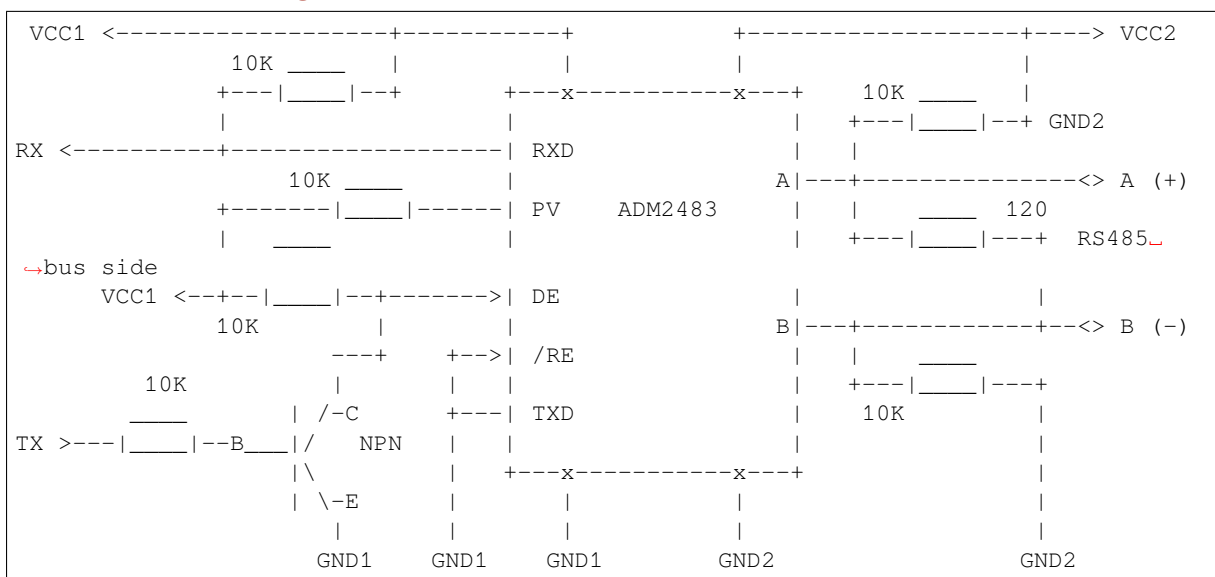 VCC1 <-------------------+-----------+           +-------------------+----> VCC2
10K ____   |           |           |                   |
+---|____|--+       +---x-----------x---+    10K ____   |
|                   |                   |   +---|____|--+ GND2
RX <----------+-------------------| RXD               |   |
10K ____       |                  A|---+---------------<> A (+)
+-------|____|------| PV    ADM2483     |   |    ____  120
|   ____            |                   |   +---|____|---+  RS485␣
↪bus side
VCC1 <--+--|____|--+------->| DE                |                |
10K        |        |                  B|---+------------+--<> B (-)
---+    +-->| /RE               |   |    ____
10K          |       |   |                   |   +---|____|---+
____       | /-C      +---| TXD               |    10K         |
TX >---|____|--B___|/   NPN   |   |                   |                |
|\         |   +---x-----------x---+                |
| \-E      |       |           |                    |
|       |       |           |                    |
GND1    GND1    GND1        GND2                 GND2